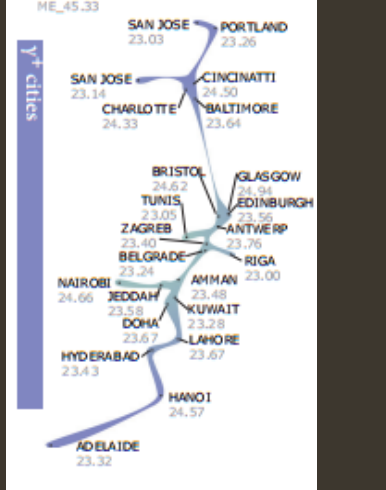 ME_45.33
SAN JOSE
23.03
PORTLAND
23.26
γ+ cities
SAN JOSE
23.14
CINCINATTI
24.50
CHARLOTTE
24.33
BALTIMORE
23.64
BRISTOL
24.62
GLASGOW
24.94
TUNIS
23.05
EDINBURGH
23.56
ZAGREB
23.40
ANTWERP
23.76
BELGRADE
23.24
RIGA
23.00
NAIROBI
24.66
AMMAN
23.48
JEDDAH
23.58
KUWAIT
23.28
DOHA
23.67
LAHORE
23.67
HYDERABAD
23.43
HANOI
24.57
ADELAIDE
23.32